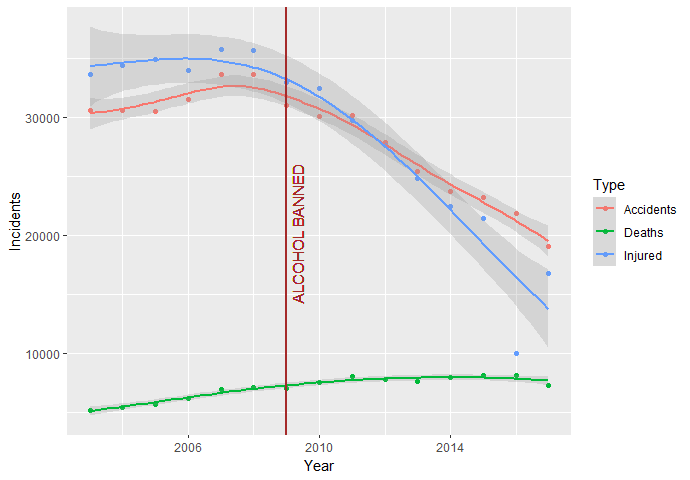 30000
20000
10000
Incidents
ALCOHOL BANNED
2006
2010
2014
Year
Type
Accidents
Deaths
Injured